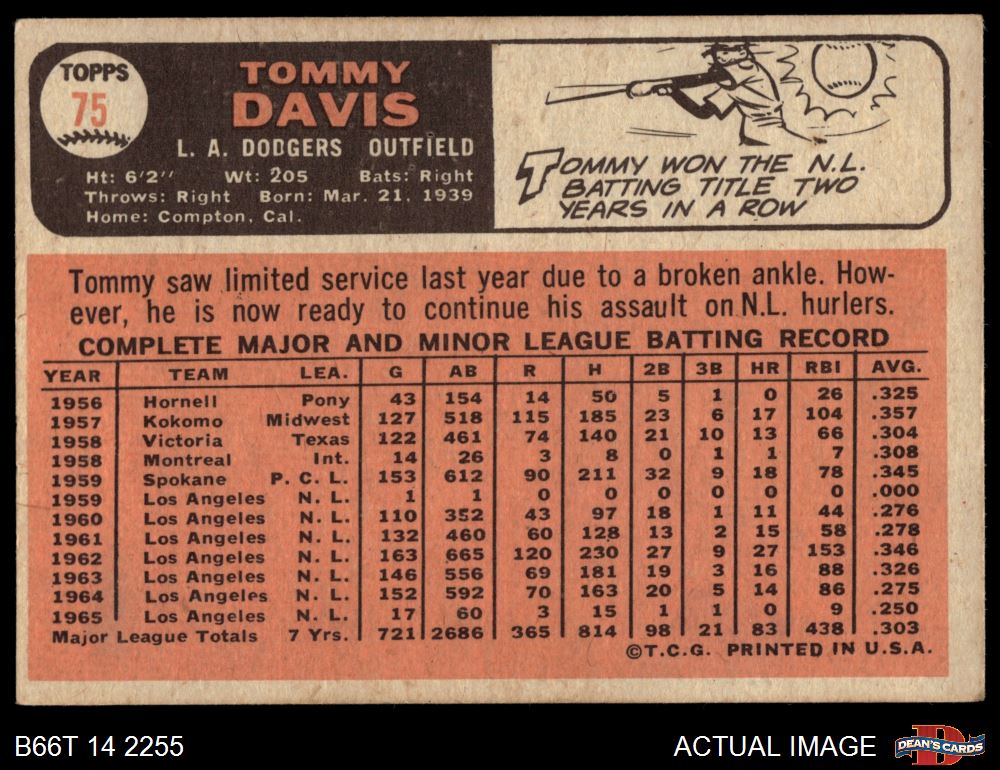 TOPPS
75
TOMMY
DAVIS
L. A. DODGERS OUTFIELD
Ht: 6'2" Wt: 205 Bats: Right
Throws: Right Born: Mar. 21, 1939
Home: Compton, Cal.
TOMMY WON THE N.L.
BATTING TITLE TWO
YEARS IN A ROW
Tommy saw limited service last year due to a broken ankle. How-
ever, he is now ready to continue his assault on N.L. hurlers.
COMPLETE MAJOR AND MINOR LEAGUE BATTING RECORD
YEAR TEAM LEA. G AB R H 2B 3B HR RBI AVG.
1956 Hornell Pony 43 154 14 50 5 1 0 26 .325
1957 Kokomo Midwest 127 518 115 185 23 6 17 104 .357
1958 Victoria Texas 122 461 74 140 21 10 13 66 .304
1958 Montreal Int. 14 26 3 8 0 1 1 7 .308
1959 Spokane P. C. L. 153 612 90 211 32 9 18 78 .345
1959 Los Angeles N. L. 1 1 0 0 0 0 0 0 .000
1960 Los Angeles N. L. 110 352 43 97 18 1 11 44 .276
1961 Los Angeles N. L. 132 460 60 128 13 2 15 58 .278
1962 Los Angeles N. L. 163 665 120 230 27 9 27 153 .346
1963 Los Angeles N. L. 146 556 69 181 19 3 16 88 .326
1964 Los Angeles N. L. 152 592 70 163 20 5 14 86 .275
1965 Los Angeles N. L. 17 60 3 15 1 1 0 9 .250
Major League Totals 7 Yrs. 721 2686 365 814 98 21 83 438 .303
©T.C.G. PRINTED IN U.S.A.
B66T 14 2255
ACTUAL IMAGE
D
DEAN'S CARDS